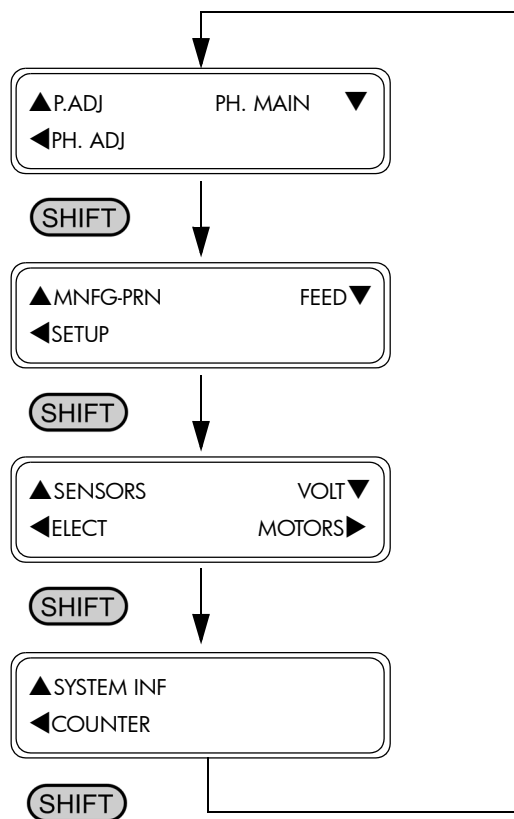 ▲P.ADJ PH. MAIN ▼
◀PH. ADJ
SHIFT
▲MNFG-PRN FEED▼
◀SETUP
SHIFT
▲SENSORS VOLT▼
◀ELECT MOTORS▶
SHIFT
▲SYSTEM INF
◀COUNTER
SHIFT